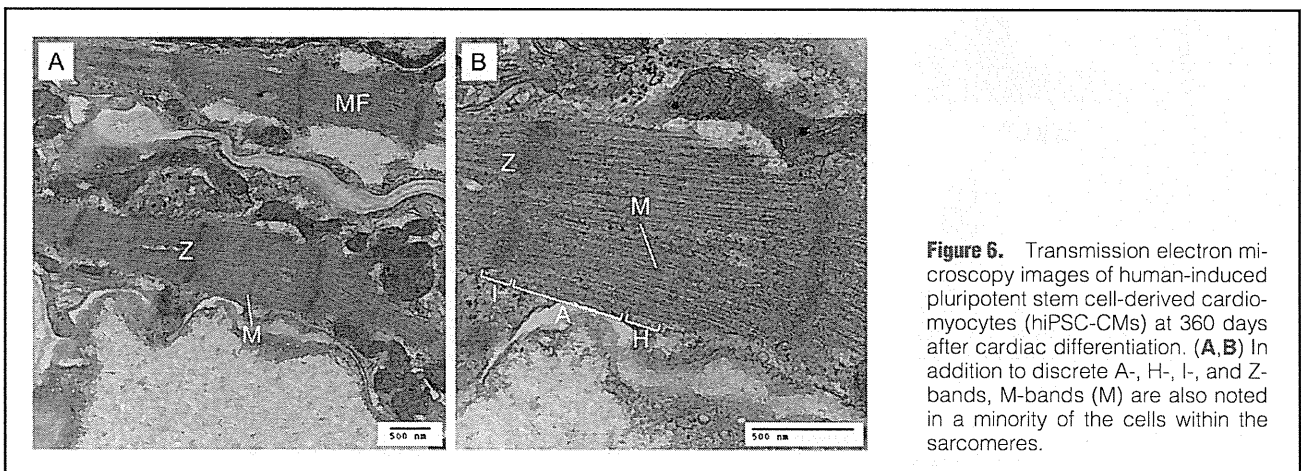 A
MF
Z
M
500 nm
B
Z
M
I
A
H
500 nm
Figure 6. Transmission electron mi-
croscopy images of human-induced
pluripotent stem cell-derived cardio-
myocytes (hiPSC-CMs) at 360 days
after cardiac differentiation. (A,B) In
addition to discrete A-, H-, I-, and Z-
bands, M-bands (M) are also noted
in a minority of the cells within the
sarcomeres.